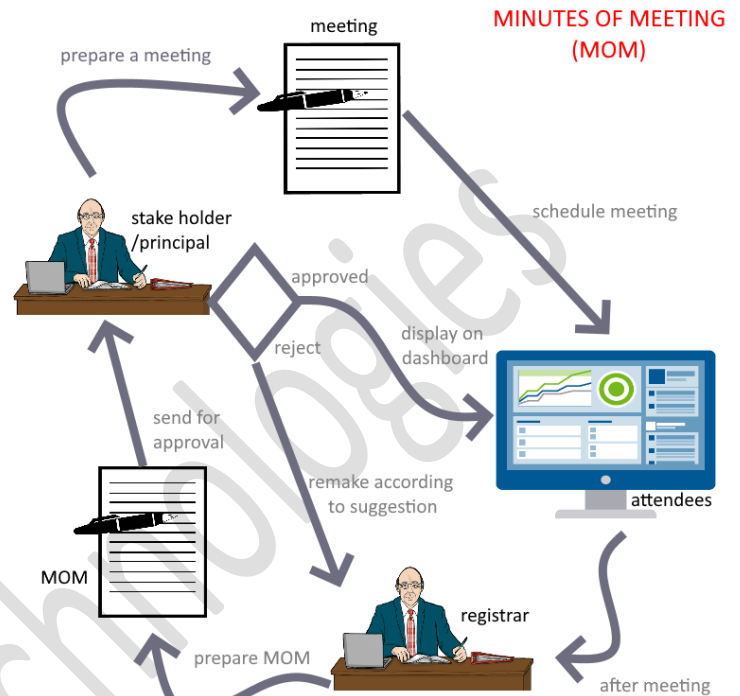 MINUTES OF MEETING
(MOM)
meeting
prepare a meeting
stake holder
/principal
schedule meeting
approved
reject
display on
dashboard
send for
approval
remake according
to suggestion
attendees
MOM
registrar
prepare MOM
after meeting